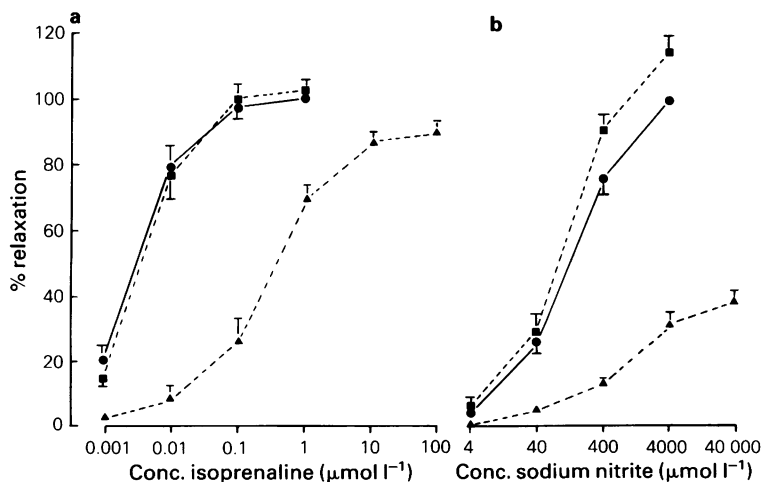 a
b
120
100
80
60
40
20
0
% relaxation
0.001 0.01 0.1 1 10 100
4 40 400 4000 40 000
Conc. isoprenaline (μmol l⁻¹)
Conc. sodium nitrite (μmol l⁻¹)